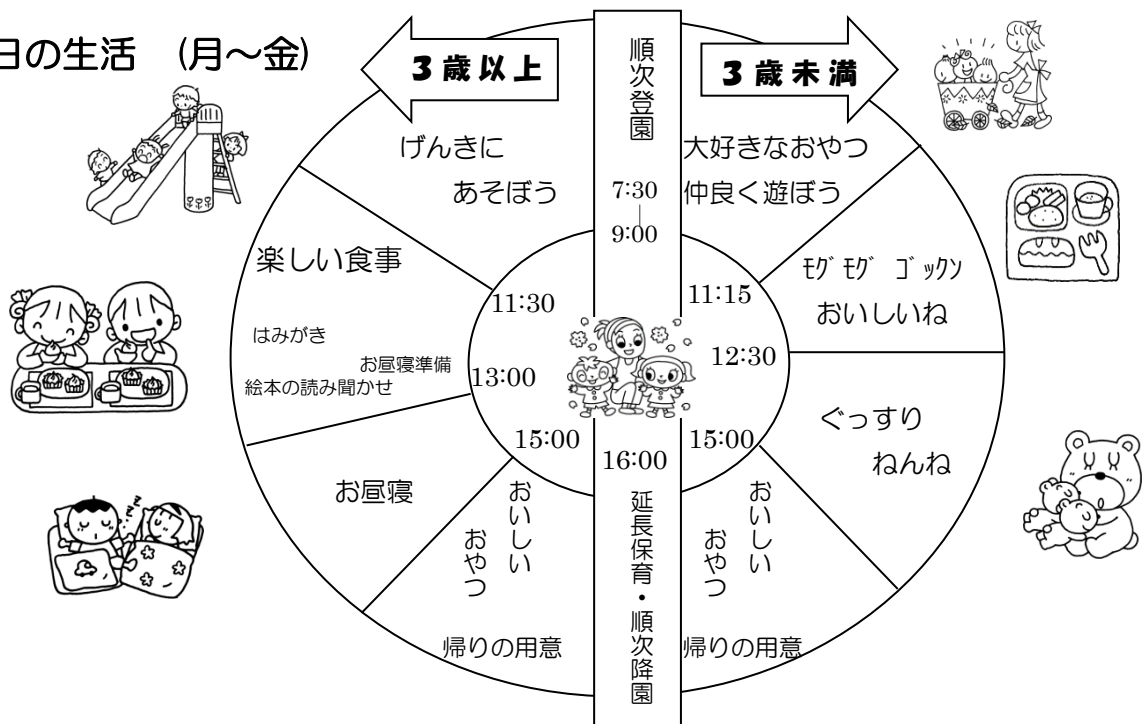 日の生活 (月～金)
3歳以上
3歳未満
順次登園
7:30
|
9:00
げんきに
あそぼう
楽しい食事
はみがき
お昼寝準備
絵本の読み聞かせ
お昼寝
おいしい
おやつ
帰りの用意
11:30
13:00
15:00
大好きなおやつ
仲良く遊ぼう
ﾓｸﾞﾓｸﾞ ｺﾞｯｸﾝ
おいしいね
ぐっすり
ねんね
おいしい
おやつ
帰りの用意
11:15
12:30
15:00
16:00
延長保育・順次降園